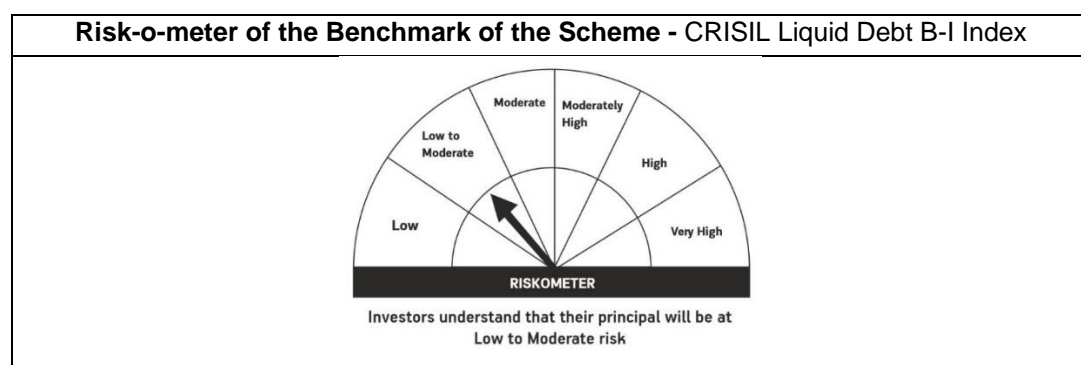 Risk-o-meter of the Benchmark of the Scheme - CRISIL Liquid Debt B-I Index
Moderate
Moderately
High
Low to
Moderate
High
Low
Very High
RISKOMETER
Investors understand that their principal will be at
Low to Moderate risk